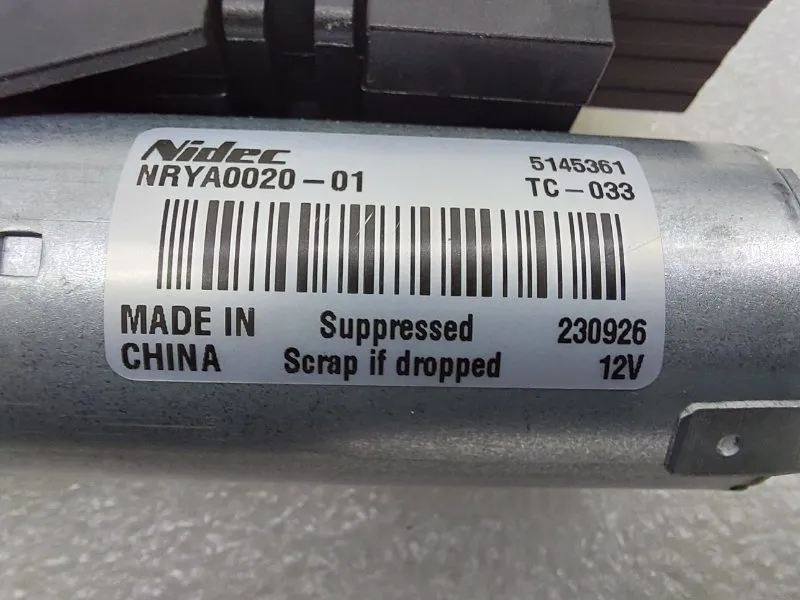 Nidec
5145361
NRYA0020-01
TC-033
MADE IN
CHINA
Suppressed
Scrap if dropped
230926
12V